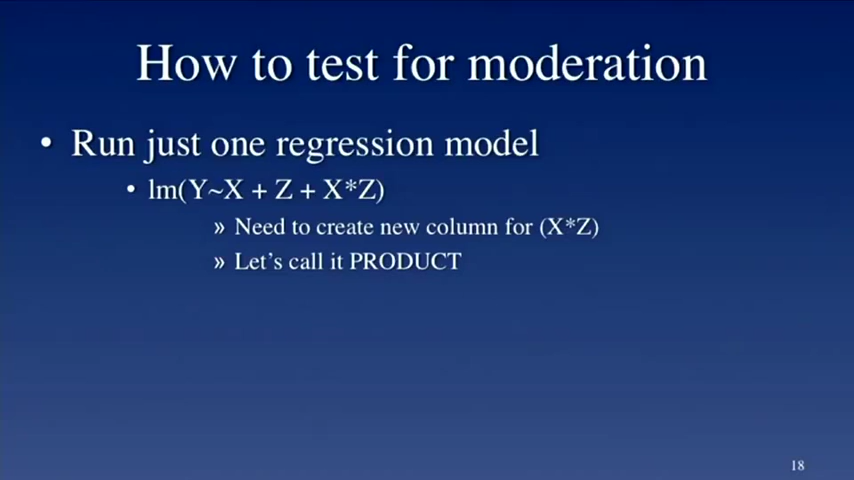 How to test for moderation
• Run just one regression model
• lm(Y~X + Z + X*Z)
» Need to create new column for (X*Z)
» Let’s call it PRODUCT
18